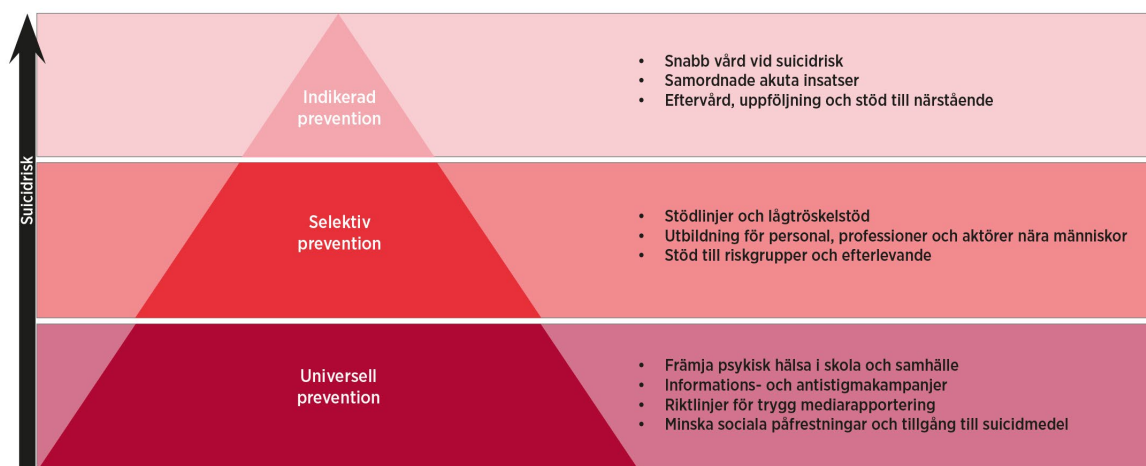 Suicidrisk
Indikerad
prevention
• Snabb vård vid suicidrisk
• Samordnade akuta insatser
• Eftervård, uppföljning och stöd till närstående
Selektiv
prevention
• Stödlinjer och lågtröskelstöd
• Utbildning för personal, professioner och aktörer nära människor
• Stöd till riskgrupper och efterlevande
Universell
prevention
• Främja psykisk hälsa i skola och samhälle
• Informations- och antistigmakampanjer
• Riktlinjer för trygg mediarapportering
• Minska sociala påfrestningar och tillgång till suicidmedel